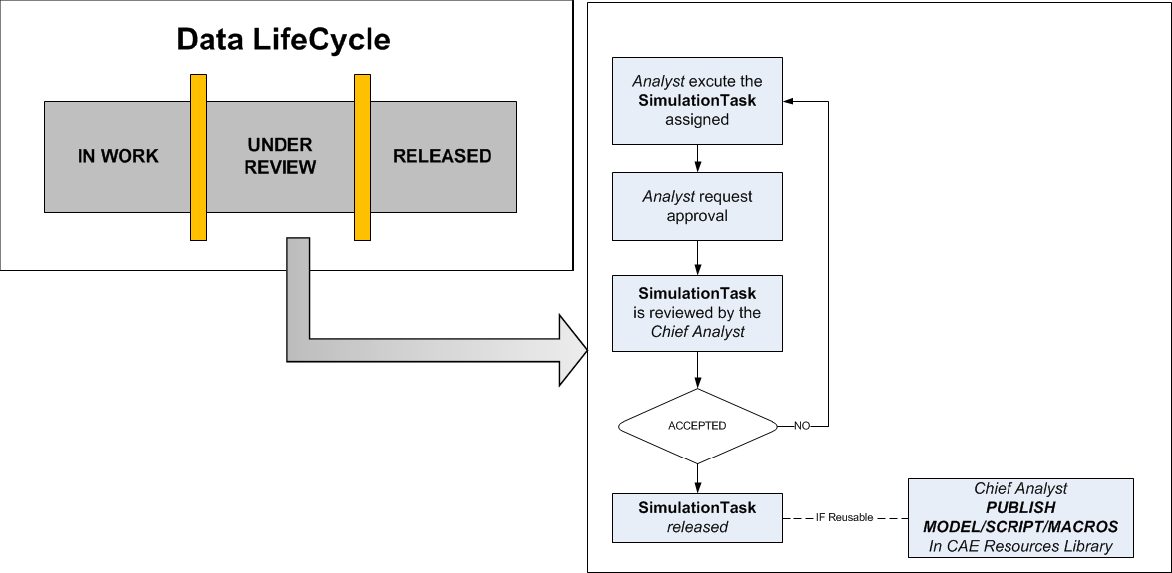 Data LifeCycle
IN WORK
UNDER
REVIEW
RELEASED
Analyst excute the
SimulationTask
assigned
Analyst request
approval
SimulationTask
is reviewed by the
Chief Analyst
ACCEPTED
NO
SimulationTask
released
IF Reusable
Chief Analyst
PUBLISH
MODEL/SCRIPT/MACROS
In CAE Resources Library